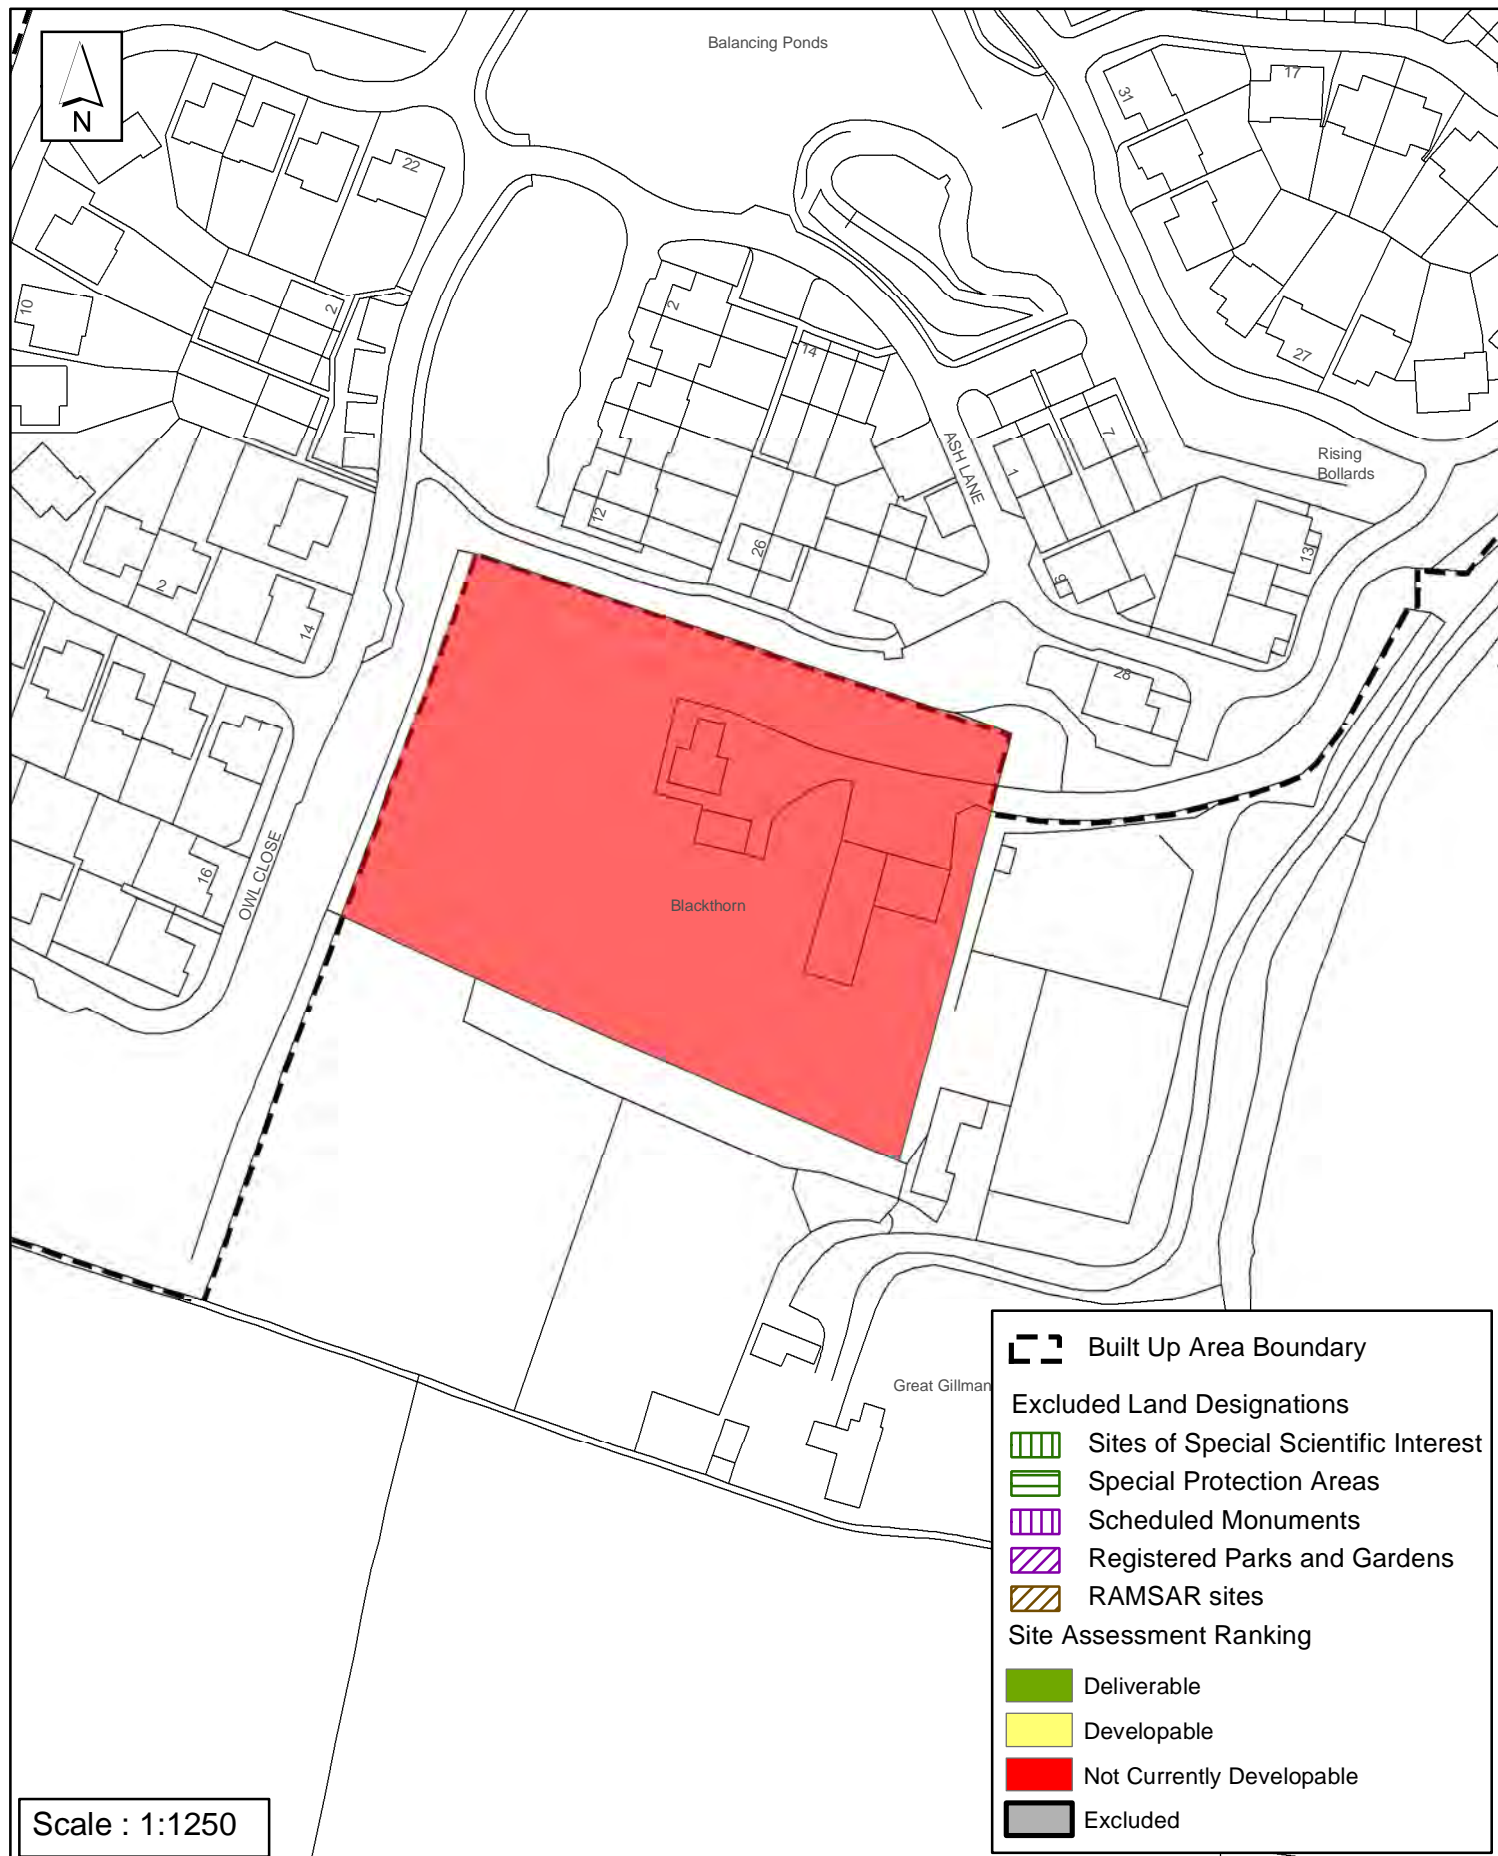 Balancing Ponds
N
31
17
22
10
2
2
14
27
ASH LANE
7
1
Rising
Bollards
12
26
13
2
14
28
1
16
OWL CLOSE
Blackthorn
Great Gillman
Built Up Area Boundary
Excluded Land Designations
Sites of Special Scientific Interest
Special Protection Areas
Scheduled Monuments
Registered Parks and Gardens
RAMSAR sites
Site Assessment Ranking
Deliverable
Developable
Not Currently Developable
Excluded
Scale : 1:1250